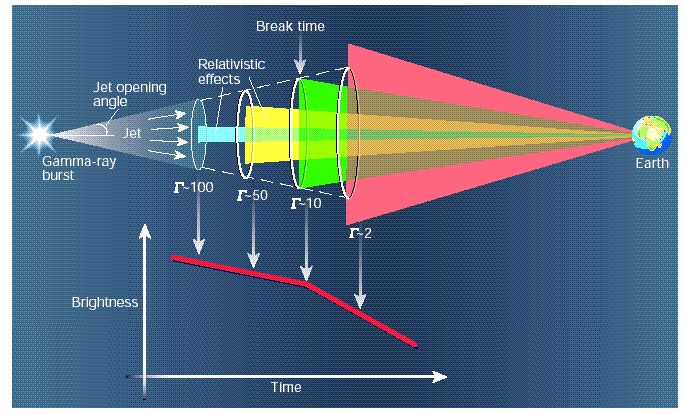 Break time
Relativistic
effects
Jet opening
angle
Jet
Gamma-ray
burst
Earth
Γ~100
Γ~50
Γ~10
Γ~2
Brightness
Time